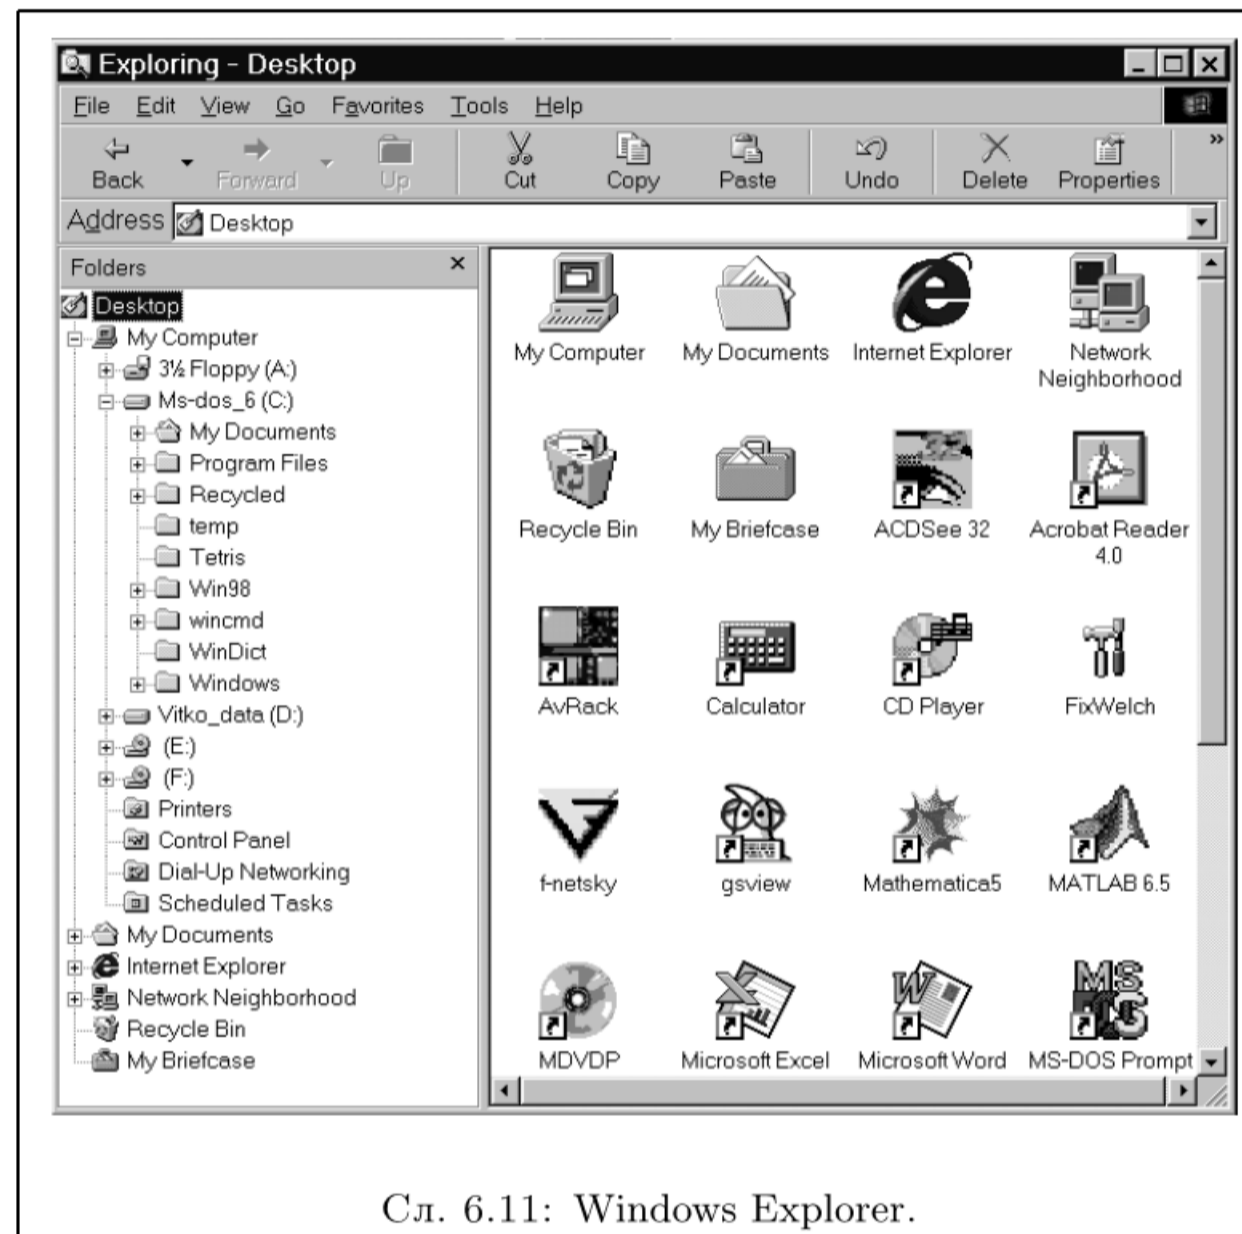 Exploring - Desktop
File Edit View Go Favorites Tools Help
Back Forward Up Cut Copy Paste Undo Delete Properties »
Address Desktop
Folders
Desktop
My Computer
3½ Floppy (A:)
Ms-dos_6 (C:)
My Documents
Program Files
Recycled
temp
Tetris
Win98
wincmd
WinDict
Windows
Vitko_data (D:)
(E:)
(F:)
Printers
Control Panel
Dial-Up Networking
Scheduled Tasks
My Documents
Internet Explorer
Network Neighborhood
Recycle Bin
My Briefcase
My Computer My Documents Internet Explorer Network
Neighborhood
Recycle Bin My Briefcase ACDSee 32 Acrobat Reader
4.0
AvRack Calculator CD Player FixWelch
f-netsky gsview Mathematica5 MATLAB 6.5
MS
MDVDP Microsoft Excel Microsoft Word MS-DOS Prompt
Сл. 6.11: Windows Explorer.